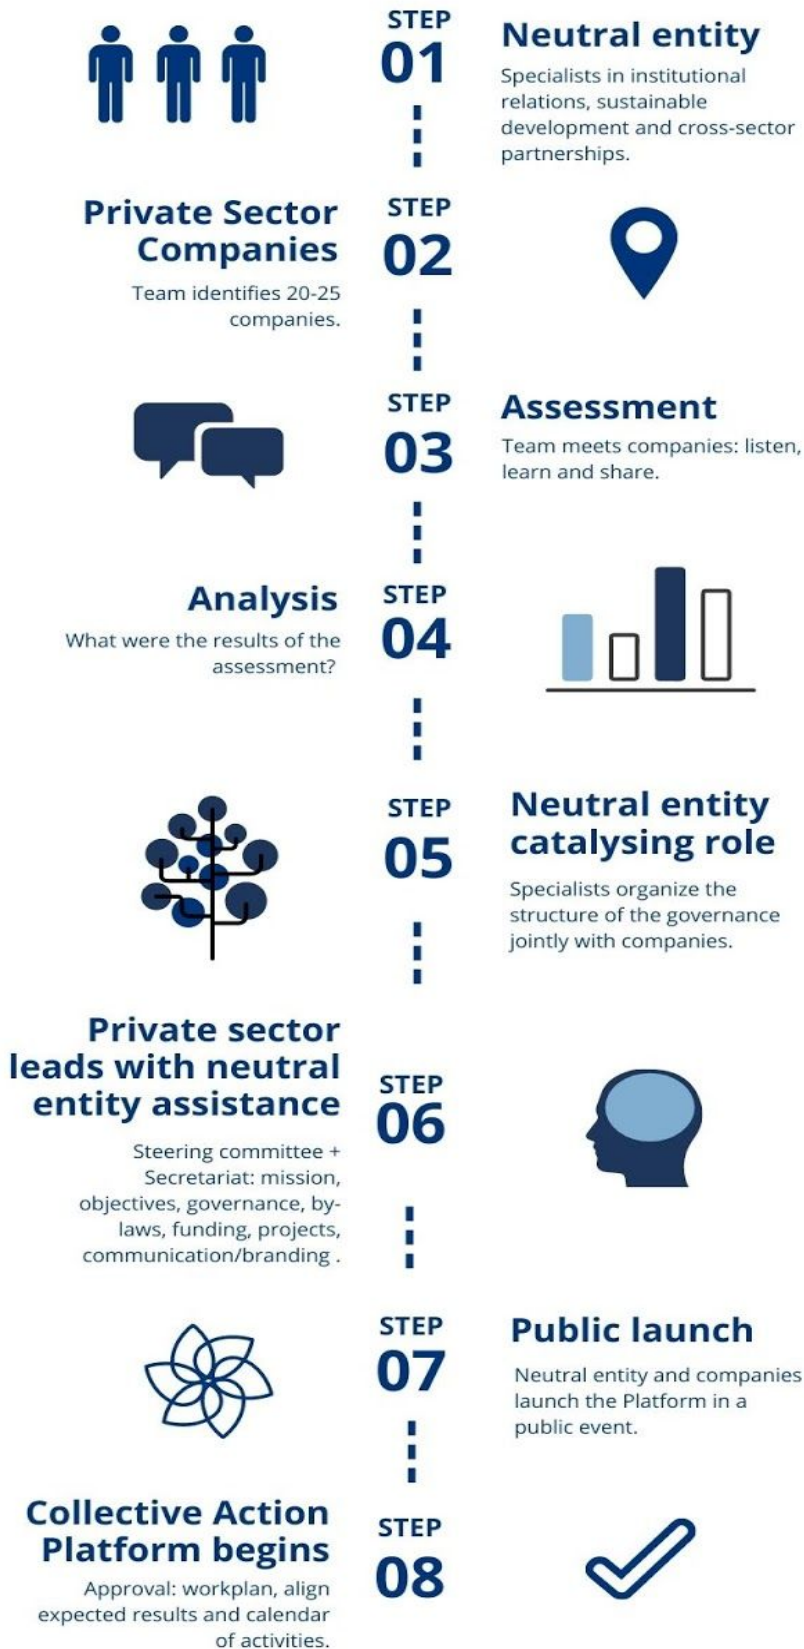 STEP
01
Neutral entity
Specialists in institutional
relations, sustainable
development and cross-sector
partnerships.
STEP
02
Private Sector
Companies
Team identifies 20-25
companies.
STEP
03
Assessment
Team meets companies: listen,
learn and share.
STEP
04
Analysis
What were the results of the
assessment?
STEP
05
Neutral entity
catalysing role
Specialists organize the
structure of the governance
jointly with companies.
STEP
06
Private sector
leads with neutral
entity assistance
Steering committee +
Secretariat: mission,
objectives, governance, by-
laws, funding, projects,
communication/branding .
STEP
07
Public launch
Neutral entity and companies
launch the Platform in a
public event.
STEP
08
Collective Action
Platform begins
Approval: workplan, align
expected results and calendar
of activities.